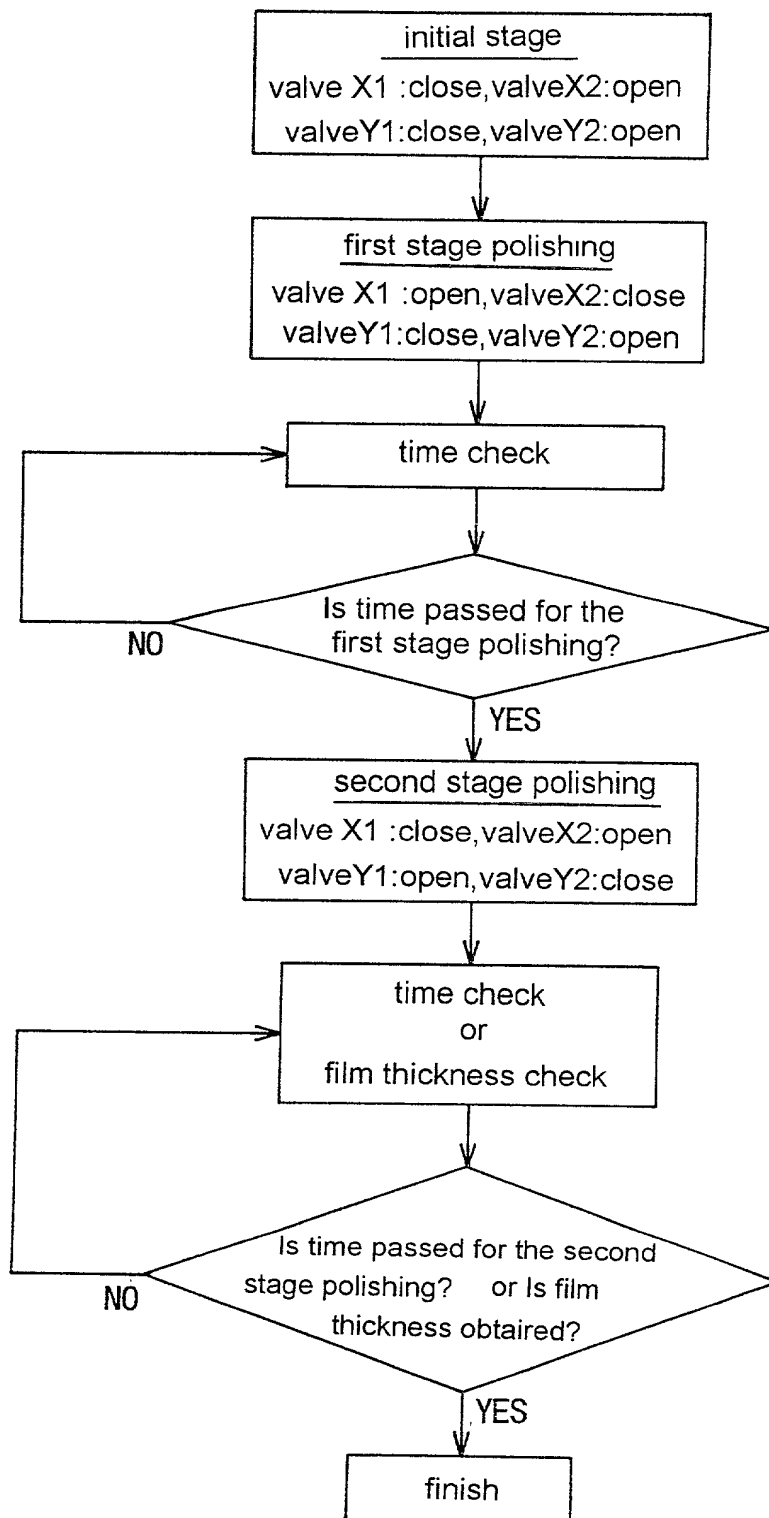 initial stage
valve X1 :close,valveX2:open
valveY1:close,valveY2:open
first stage polishing
valve X1 :open,valveX2:close
valveY1:close,valveY2:open
time check
Is time passed for the
first stage polishing?
NO
YES
second stage polishing
valve X1 :close,valveX2:open
valveY1:open,valveY2:close
time check
or
film thickness check
Is time passed for the second
stage polishing? or Is film
thickness obtaired?
NO
YES
finish